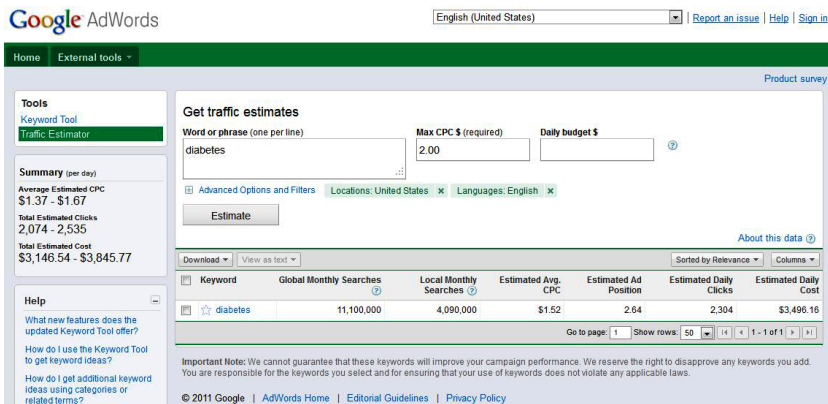 Google AdWords
English (United States)
Report an issue | Help | Sign in
Home
External tools
Product survey
Tools
Keyword Tool
Traffic Estimator
Summary (per day)
Average Estimated CPC
$1.37 - $1.67
Total Estimated Clicks
2,074 - 2,535
Total Estimated Cost
$3,146.54 - $3,845.77
Help
What new features does the
updated Keyword Tool offer?
How do I use the Keyword Tool
to get keyword ideas?
How do I get additional keyword
ideas using categories or
related terms?
Get traffic estimates
Word or phrase (one per line)
Max CPC $ (required)
Daily budget $
diabetes
2.00
Advanced Options and Filters
Locations: United States ×
Languages: English ×
Estimate
About this data
Download
View as text
Sorted by Relevance
Columns
Keyword
Global Monthly Searches
Local Monthly Searches
Estimated Avg. CPC
Estimated Ad Position
Estimated Daily Clicks
Estimated Daily Cost
diabetes 11,100,000 4,090,000 $1.52 2.64 2,304 $3,496.16
Go to page: 1 Show rows: 50 1 - 1 of 1
Important Note: We cannot guarantee that these keywords will improve your campaign performance. We reserve the right to disapprove any keywords you add.
You are responsible for the keywords you select and for ensuring that your use of keywords does not violate any applicable laws.
© 2011 Google | AdWords Home | Editorial Guidelines | Privacy Policy